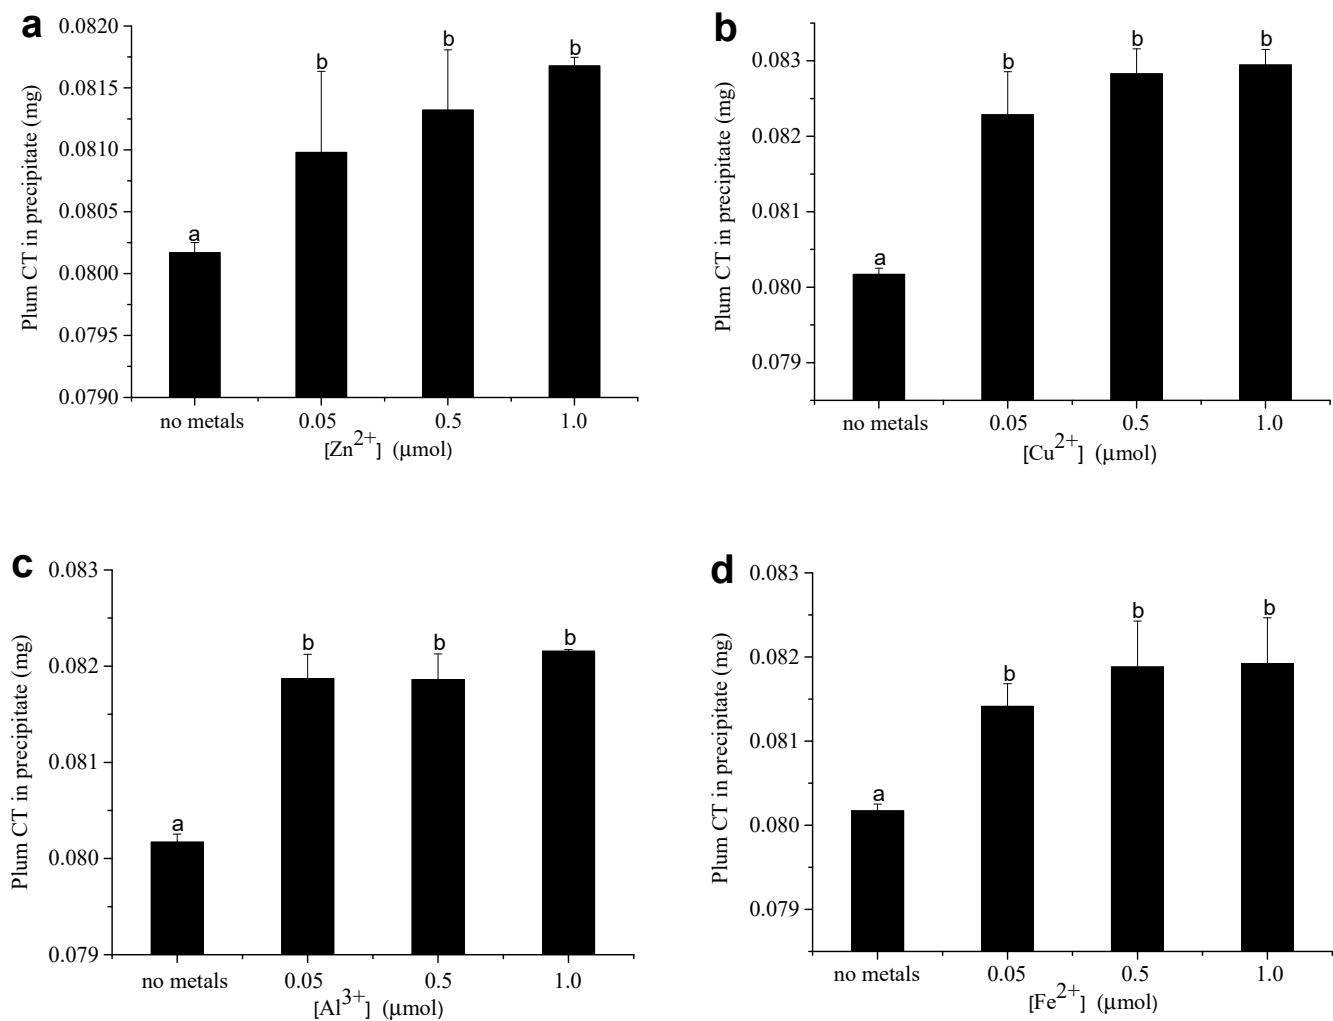 a
0.0820
0.0815
0.0810
0.0805
0.0800
0.0795
0.0790
Plum CT in precipitate (mg)
a
b
b
b
no metals 0.05 0.5 1.0
[Zn2+] (μmol)
b
0.083
0.082
0.081
0.080
0.079
Plum CT in precipitate (mg)
a
b
b
b
no metals 0.05 0.5 1.0
[Cu2+] (μmol)
c
0.083
0.082
0.081
0.080
0.079
Plum CT in precipitate (mg)
a
b
b
b
no metals 0.05 0.5 1.0
[Al3+] (μmol)
d
0.083
0.082
0.081
0.080
0.079
Plum CT in precipitate (mg)
a
b
b
b
no metals 0.05 0.5 1.0
[Fe2+] (μmol)